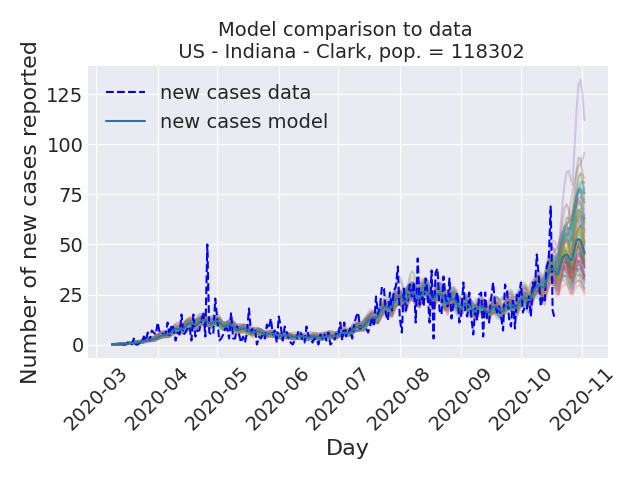 Model comparison to data
US - Indiana - Clark, pop. = 118302
Number of new cases reported
125
100
75
50
25
0
new cases data
new cases model
2020-03
2020-04
2020-05
2020-06
2020-07
2020-08
2020-09
2020-10
2020-11
Day